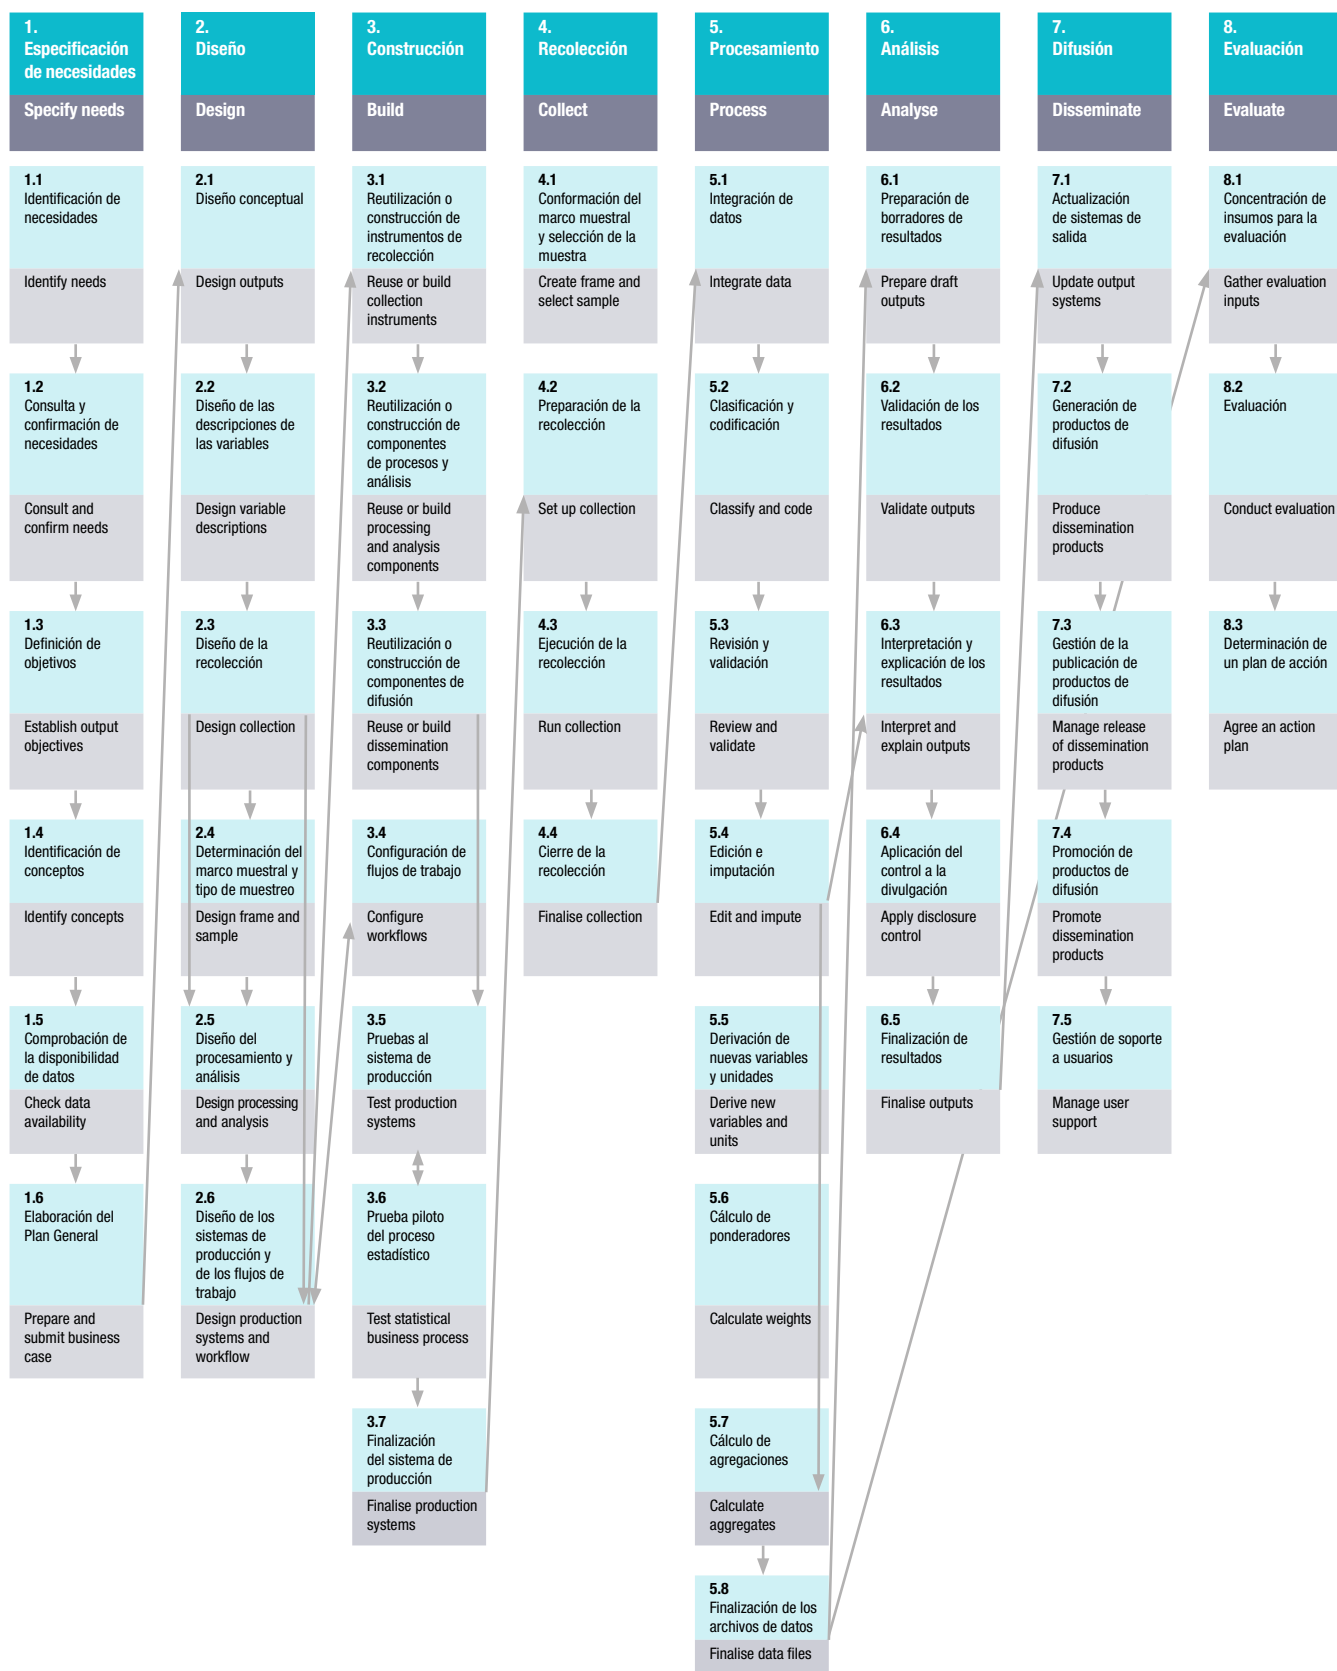 1.
Especificación
de necesidades
Specify needs
1.1
Identificación de
necesidades
Identify needs
1.2
Consulta y
confirmación de
necesidades
Consult and
confirm needs
1.3
Definición de
objetivos
Establish output
objectives
1.4
Identificación de
conceptos
Identify concepts
1.5
Comprobación de
la disponibilidad
de datos
Check data
availability
1.6
Elaboración del
Plan General
Prepare and
submit business
case
2.
Diseño
Design
2.1
Diseño conceptual
Design outputs
2.2
Diseño de las
descripciones de
las variables
Design variable
descriptions
2.3
Diseño de la
recolección
Design collection
2.4
Determinación del
marco muestral y
tipo de muestreo
Design frame and
sample
2.5
Diseño del
procesamiento y
análisis
Design processing
and analysis
2.6
Diseño de los
sistemas de
producción y
de los flujos de
trabajo
Design production
systems and
workflow
3.
Construcción
Build
3.1
Reutilización o
construcción de
instrumentos de
recolección
Reuse or build
collection
instruments
3.2
Reutilización o
construcción de
componentes
de procesos y
análisis
Reuse or build
processing
and analysis
components
3.3
Reutilización o
construcción de
componentes de
difusión
Reuse or build
dissemination
components
3.4
Configuración de
flujos de trabajo
Configure
workflows
3.5
Pruebas al
sistema de
producción
Test production
systems
3.6
Prueba piloto
del proceso
estadístico
Test statistical
business process
3.7
Finalización
del sistema de
producción
Finalise production
systems
4.
Recolección
Collect
4.1
Conformación del
marco muestral
y selección de la
muestra
Create frame and
select sample
4.2
Preparación de la
recolección
Set up collection
4.3
Ejecución de la
recolección
Run collection
4.4
Cierre de la
recolección
Finalise collection
5.
Procesamiento
Process
5.1
Integración de
datos
Integrate data
5.2
Clasificación y
codificación
Classify and code
5.3
Revisión y
validación
Review and
validate
5.4
Edición e
imputación
Edit and impute
5.5
Derivación de
nuevas variables
y unidades
Derive new
variables and
units
5.6
Cálculo de
ponderadores
Calculate weights
5.7
Cálculo de
agregaciones
Calculate
aggregates
5.8
Finalización de los
archivos de datos
Finalise data files
6.
Análisis
Analyse
6.1
Preparación de
borradores de
resultados
Prepare draft
outputs
6.2
Validación de los
resultados
Validate outputs
6.3
Interpretación y
explicación de los
resultados
Interpret and
explain outputs
6.4
Aplicación del
control a la
divulgación
Apply disclosure
control
6.5
Finalización de
resultados
Finalise outputs
7.
Difusión
Disseminate
7.1
Actualización
de sistemas de
salida
Update output
systems
7.2
Generación de
productos de
difusión
Produce
dissemination
products
7.3
Gestión de la
publicación de
productos de
difusión
Manage release
of dissemination
products
7.4
Promoción de
productos de
difusión
Promote
dissemination
products
7.5
Gestión de soporte
a usuarios
Manage user
support
8.
Evaluación
Evaluate
8.1
Concentración de
insumos para la
evaluación
Gather evaluation
inputs
8.2
Evaluación
Conduct evaluation
8.3
Determinación de
un plan de acción
Agree an action
plan